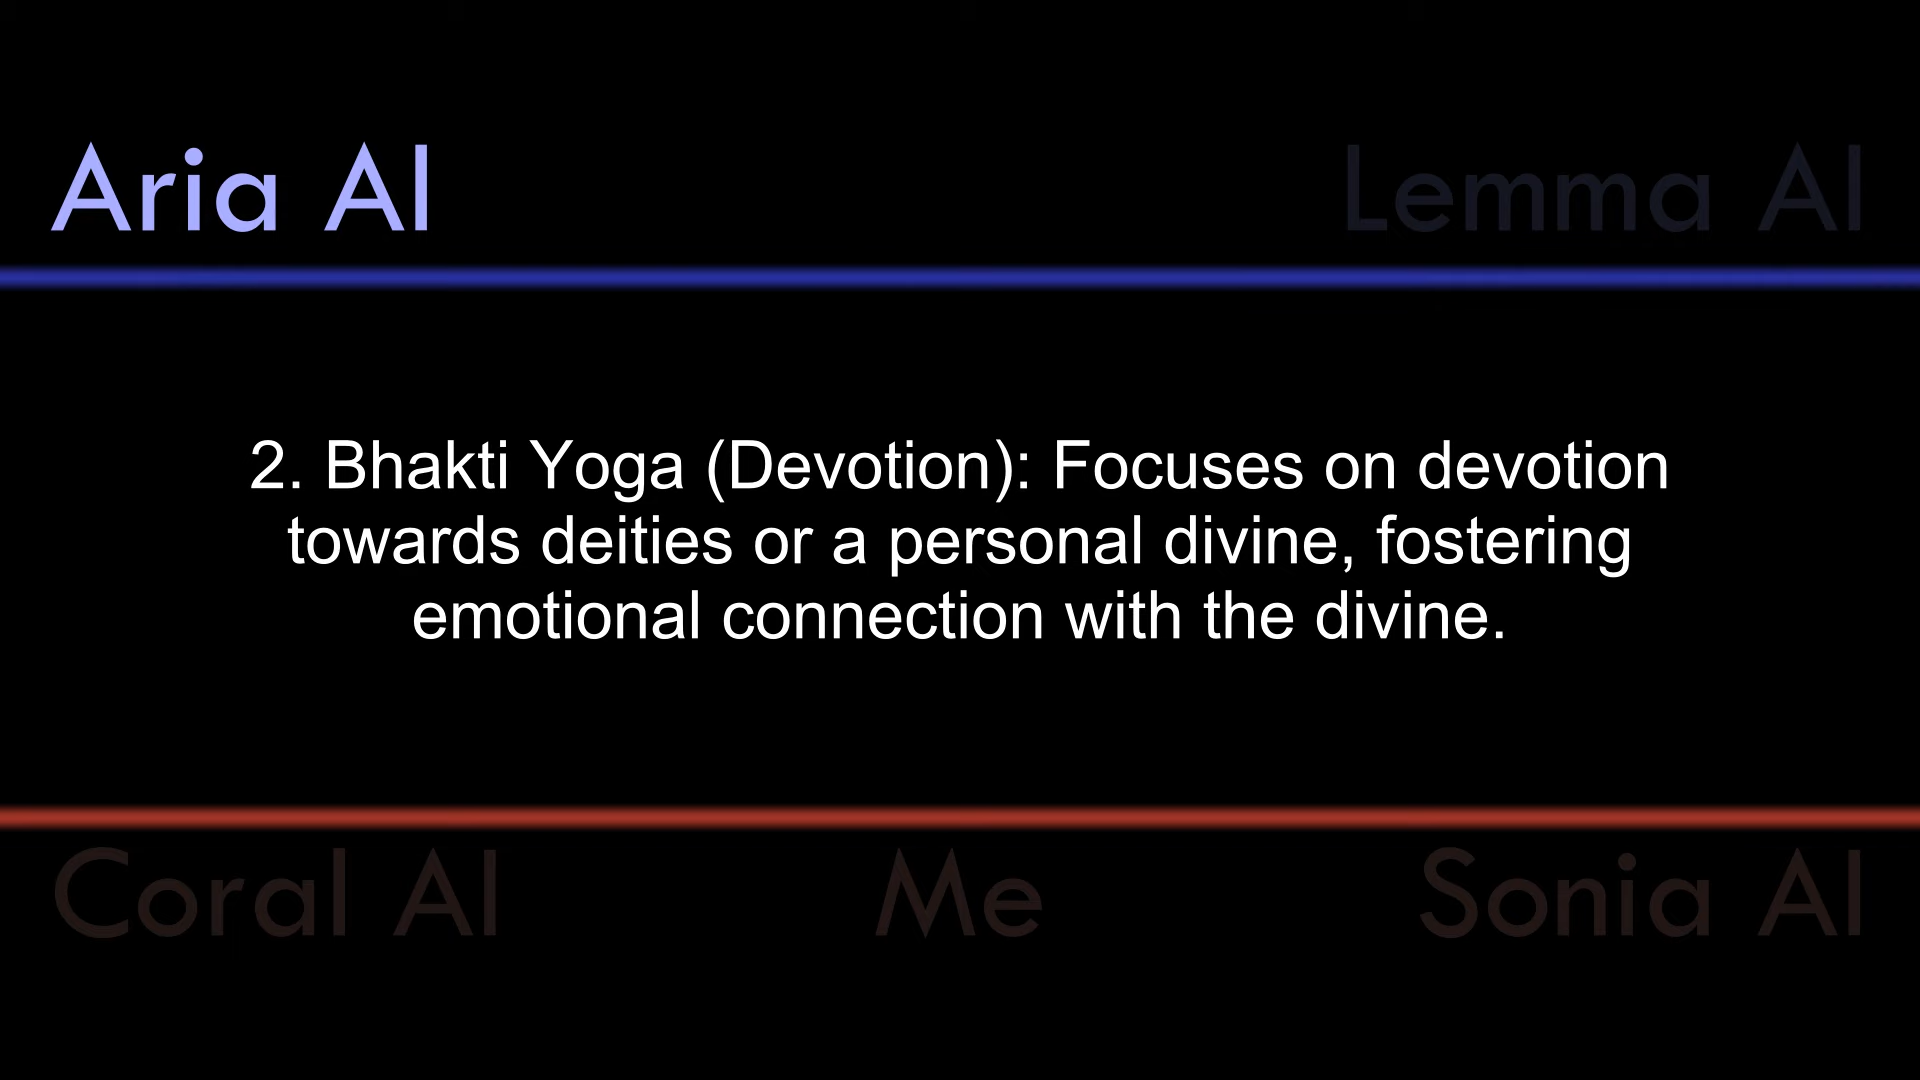 Aria AI
Lemma AI
2. Bhakti Yoga (Devotion): Focuses on devotion
towards deities or a personal divine, fostering
emotional connection with the divine.
Coral AI
Me
Sonia AI